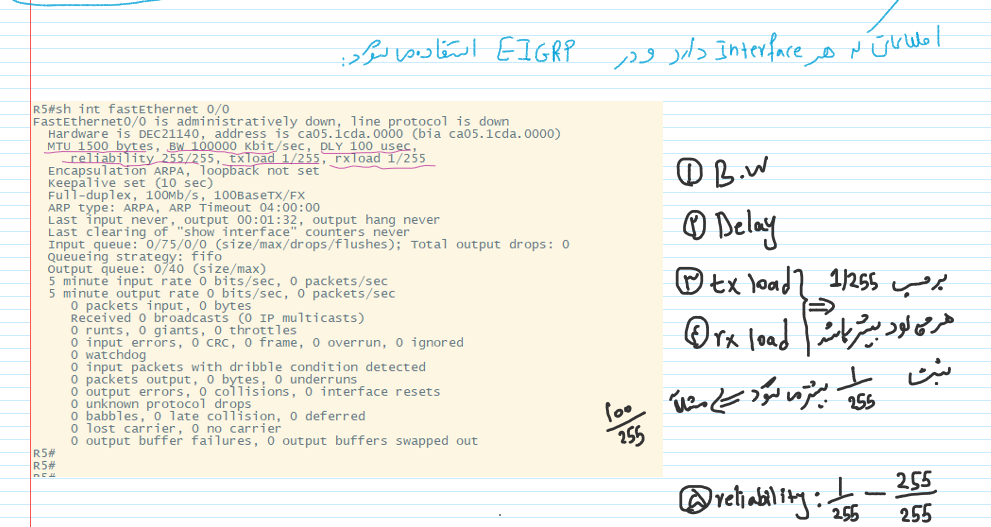 اطلاعاتی که هر Interface دارد و در EIGRP استفاده می شود:
R5#sh int fastEthernet 0/0
FastEthernet0/0 is administratively down, line protocol is down
Hardware is DEC21140, address is ca05.1cda.0000 (bia ca05.1cda.0000)
MTU 1500 bytes, BW 100000 Kbit/sec, DLY 100 usec,
reliability 255/255, txload 1/255, rxload 1/255
Encapsulation ARPA, loopback not set
Keepalive set (10 sec)
Full-duplex, 100Mb/s, 100BaseTX/FX
ARP type: ARPA, ARP Timeout 04:00:00
Last input never, output 00:01:32, output hang never
Last clearing of "show interface" counters never
Input queue: 0/75/0/0 (size/max/drops/flushes); Total output drops: 0
Queueing strategy: fifo
Output queue: 0/40 (size/max)
5 minute input rate 0 bits/sec, 0 packets/sec
5 minute output rate 0 bits/sec, 0 packets/sec
0 packets input, 0 bytes
Received 0 broadcasts (0 IP multicasts)
0 runts, 0 giants, 0 throttles
0 input errors, 0 CRC, 0 frame, 0 overrun, 0 ignored
0 watchdog
0 input packets with dribble condition detected
0 packets output, 0 bytes, 0 underruns
0 output errors, 0 collisions, 0 interface resets
0 unknown protocol drops
0 babbles, 0 late collision, 0 deferred
0 lost carrier, 0 no carrier
0 output buffer failures, 0 output buffers swapped out
R5#
R5#
R5#
① B.W
② Delay
③ tx load
④ rx load
⇒ برحسب 1/255
هرچه لود بیشتر باشد
نسبت 1/255 بیشتر می شود ⇐ مثلاً
100/255
⑤ reliability: 1/255 – 255/255